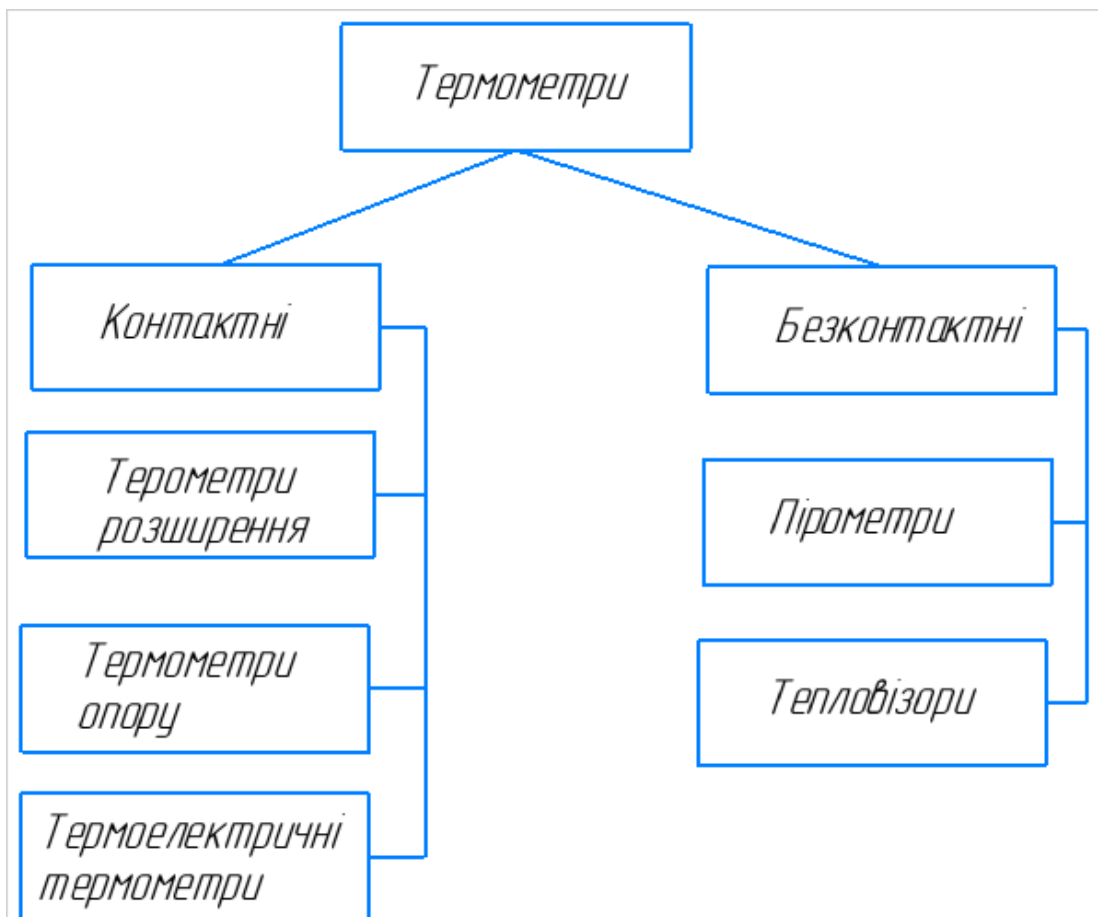 Термометри
Контактні
Безконтактні
Терометри
розширення
Пірометри
Термометри
опору
Тепловізори
Термоелектричні
термометри